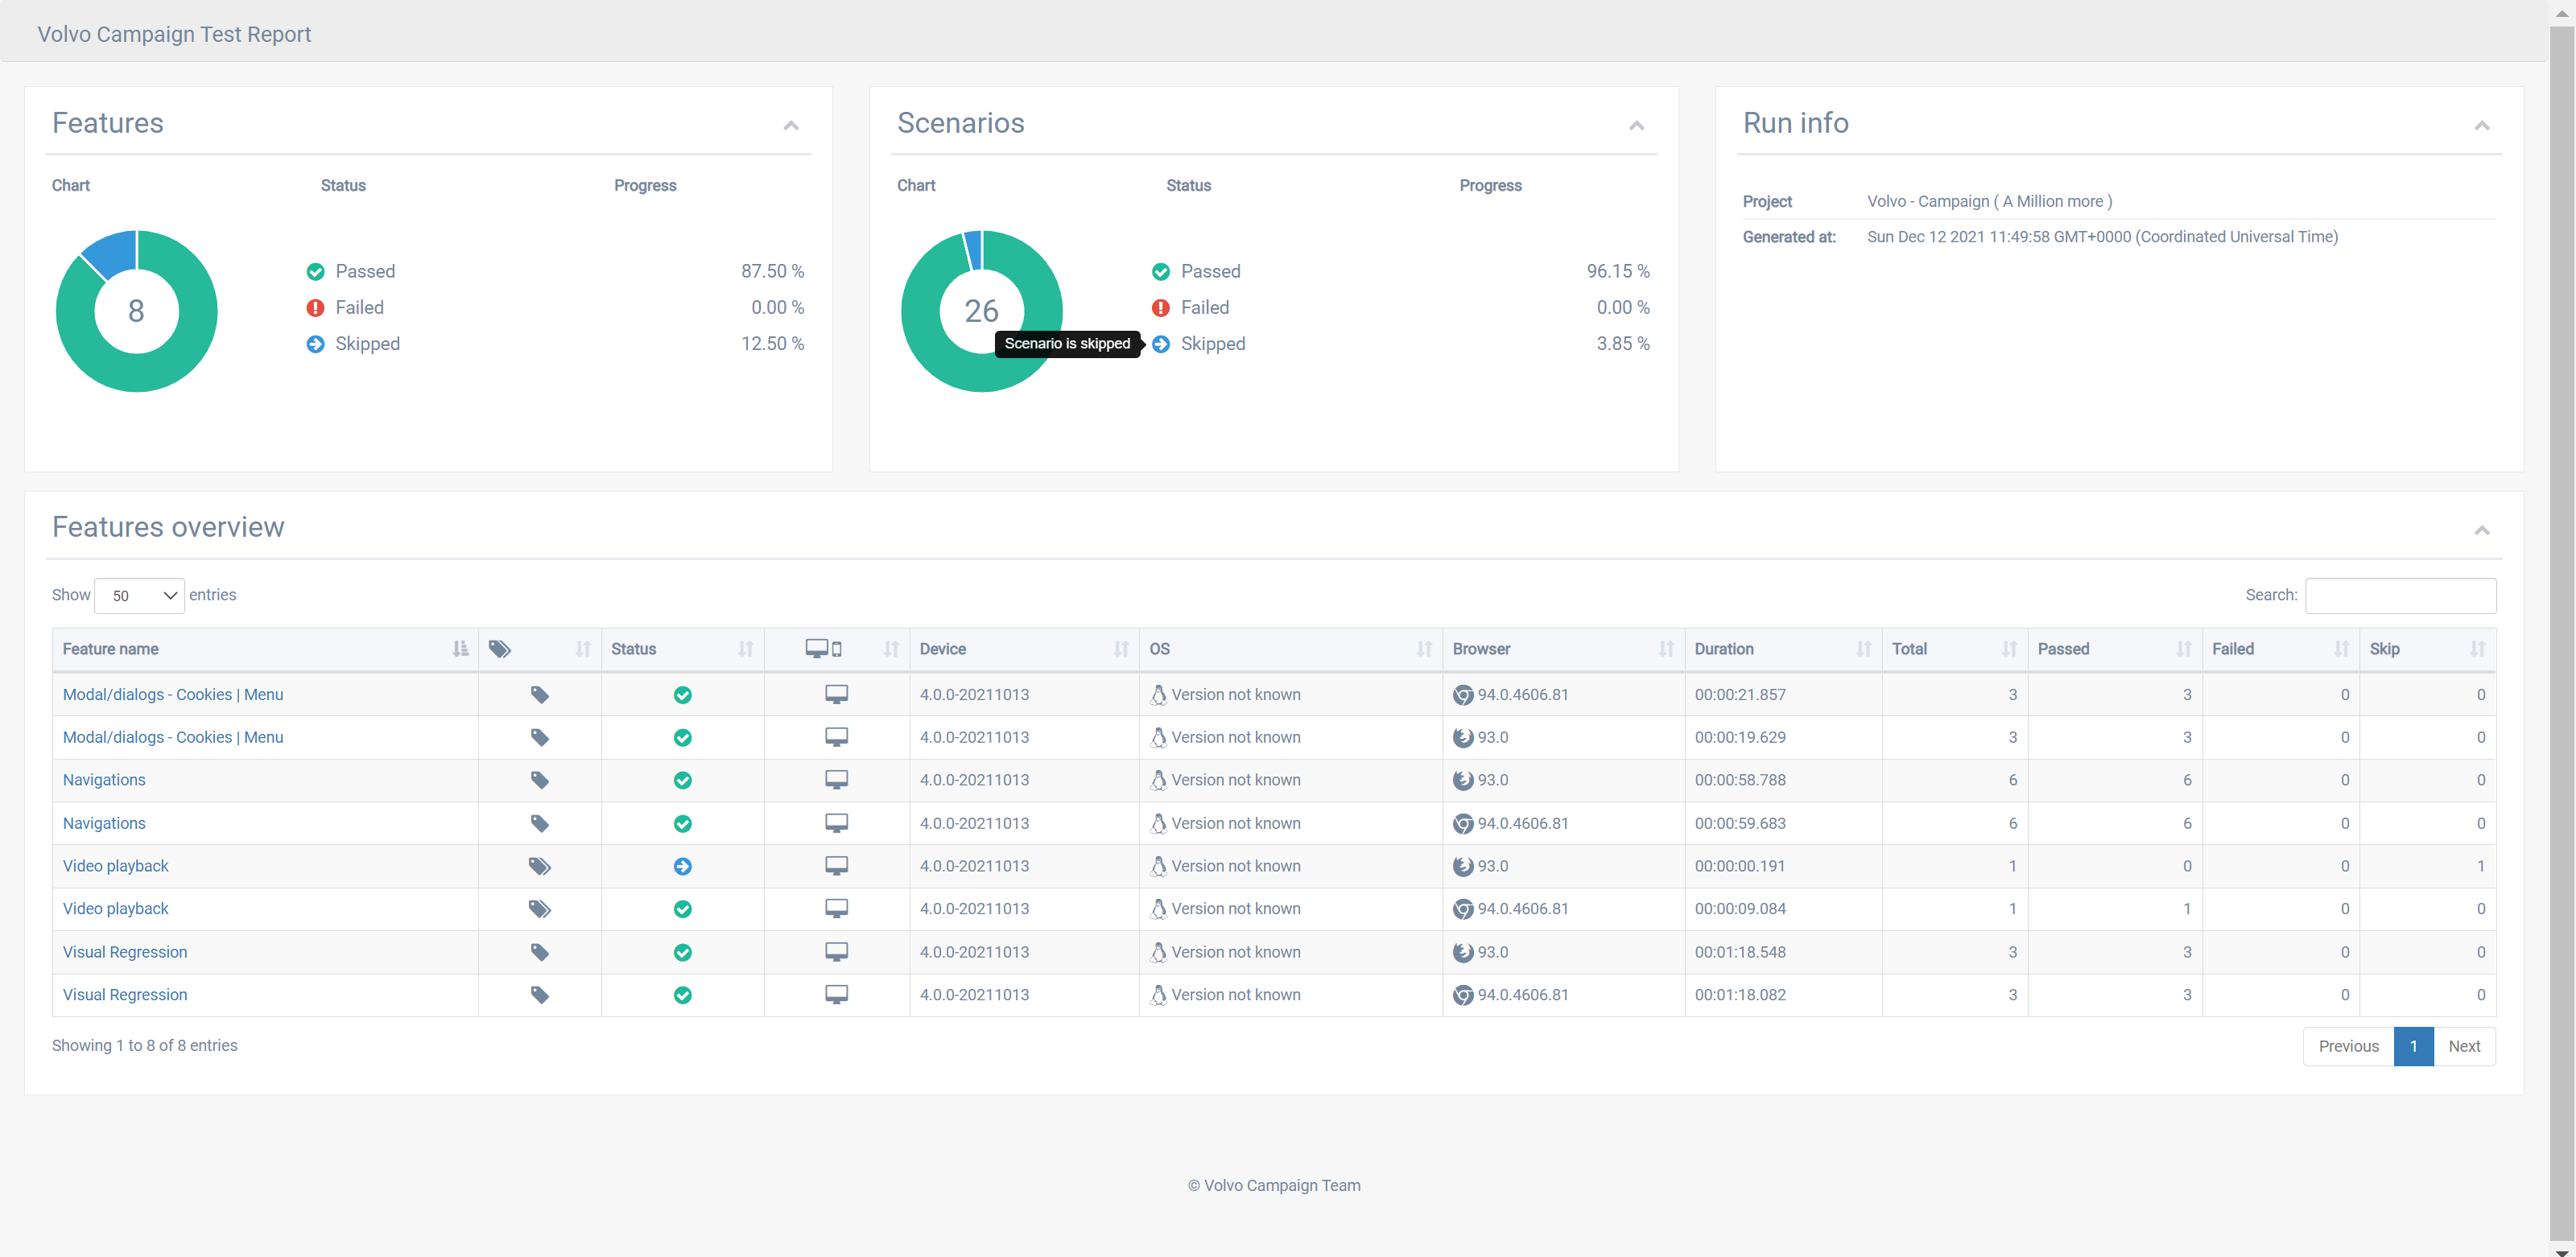 Volvo Campaign Test Report
Features
Chart Status Progress
8
Passed 87.50 %
Failed 0.00 %
Skipped 12.50 %
Scenarios
Chart Status Progress
26
Passed 96.15 %
Failed 0.00 %
Scenario is skipped Skipped 3.85 %
Run info
Project Volvo - Campaign ( A Million more )
Generated at: Sun Dec 12 2021 11:49:58 GMT+0000 (Coordinated Universal Time)
Features overview
Show 50 entries Search:
Feature name Status Device OS Browser Duration Total Passed Failed Skip
Modal/dialogs - Cookies | Menu 4.0.0-20211013 Version not known 94.0.4606.81 00:00:21.857 3 3 0 0
Modal/dialogs - Cookies | Menu 4.0.0-20211013 Version not known 93.0 00:00:19.629 3 3 0 0
Navigations 4.0.0-20211013 Version not known 93.0 00:00:58.788 6 6 0 0
Navigations 4.0.0-20211013 Version not known 94.0.4606.81 00:00:59.683 6 6 0 0
Video playback 4.0.0-20211013 Version not known 93.0 00:00:00.191 1 0 0 1
Video playback 4.0.0-20211013 Version not known 94.0.4606.81 00:00:09.084 1 1 0 0
Visual Regression 4.0.0-20211013 Version not known 93.0 00:01:18.548 3 3 0 0
Visual Regression 4.0.0-20211013 Version not known 94.0.4606.81 00:01:18.082 3 3 0 0
Showing 1 to 8 of 8 entries Previous 1 Next
© Volvo Campaign Team